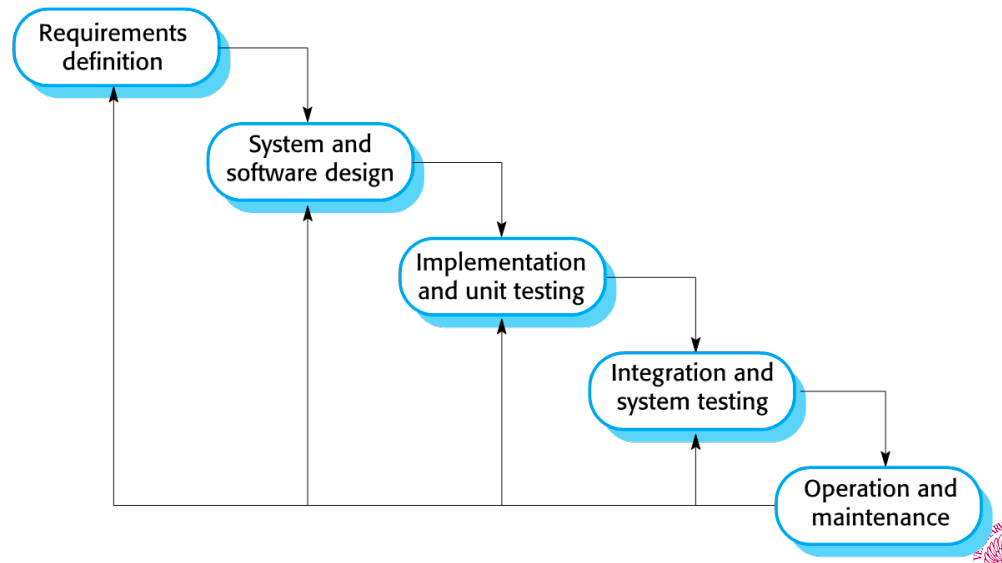 Requirements
definition
System and
software design
Implementation
and unit testing
Integration and
system testing
Operation and
maintenance